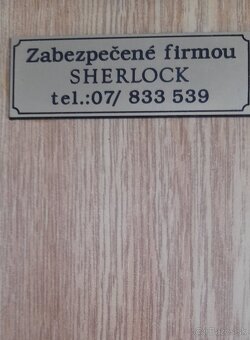 Zabezpečené firmou
SHERLOCK
tel.:07/ 833 539